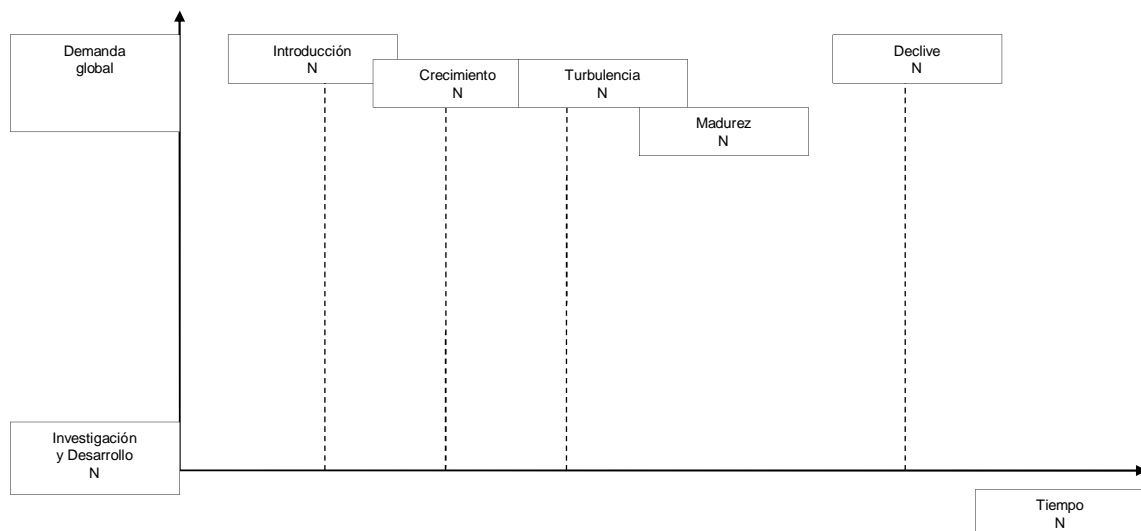 Demanda
global
Introducción
N
Crecimiento
N
Turbulencia
N
Madurez
N
Declive
N
Investigación
y Desarrollo
N
Tiempo
N